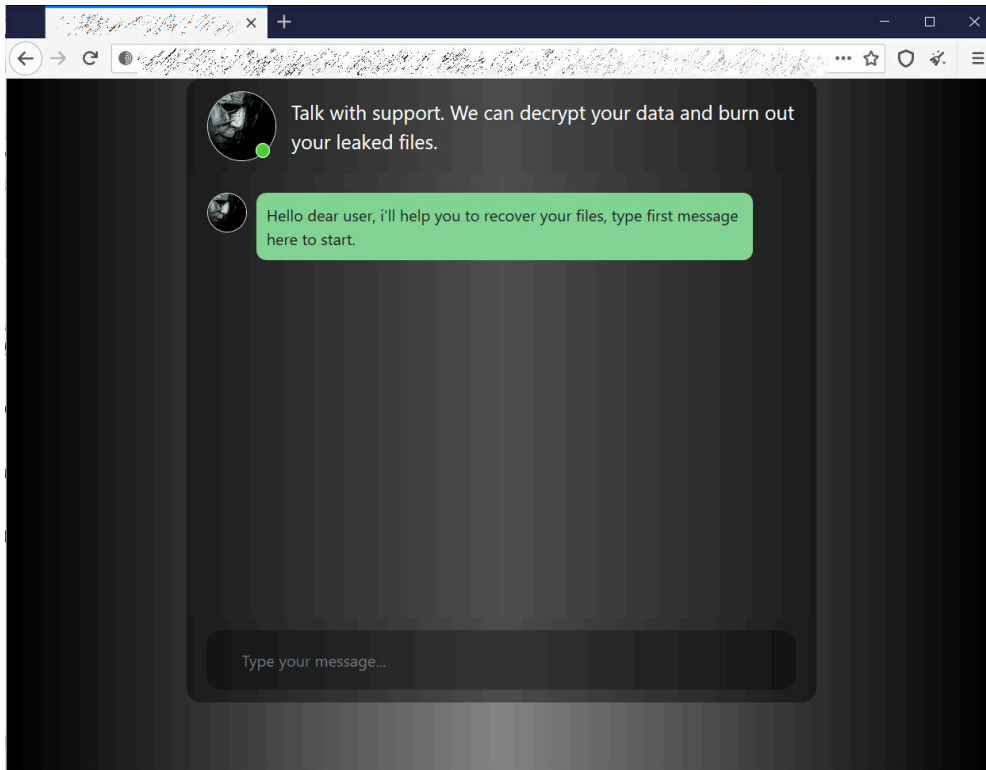 Talk with support. We can decrypt your data and burn out
your leaked files.
Hello dear user, i'll help you to recover your files, type first message
here to start.
Type your message...